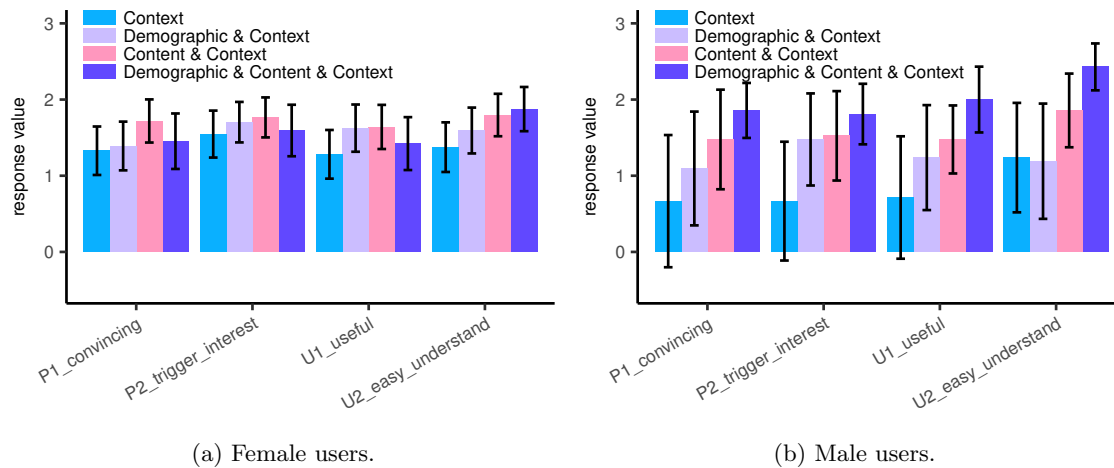 3
2
1
0
response value
Context
Demographic & Context
Content & Context
Demographic & Content & Context
P1_convincing
P2_trigger_interest
U1_useful
U2_easy_understand
(a) Female users.
3
2
1
0
response value
Context
Demographic & Context
Content & Context
Demographic & Content & Context
P1_convincing
P2_trigger_interest
U1_useful
U2_easy_understand
(b) Male users.